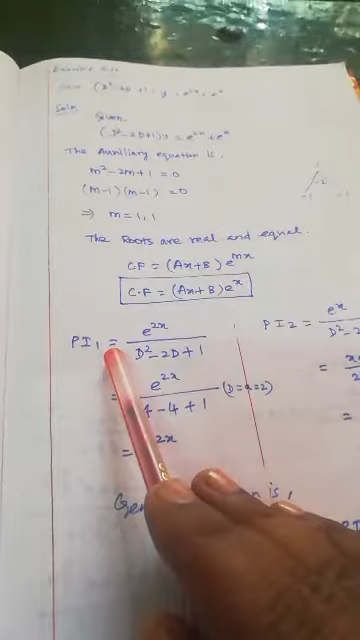 Soln
Given
(D²-2D+1)y = e^2x + e^x
The Auxiliary equation is,
m² - 2m + 1 = 0
(m-1)(m-1) = 0
⇒ m = 1, 1
The Roots are real and equal.
C.F = (Ax+B) e^mx
C.F = (Ax+B) e^x
PI₁ = e^2x / D²-2D+1
= e^2x / 4-4+1 (D=a=2)
= 2x
PI₂ = e^x / D²-2
=
=
is,